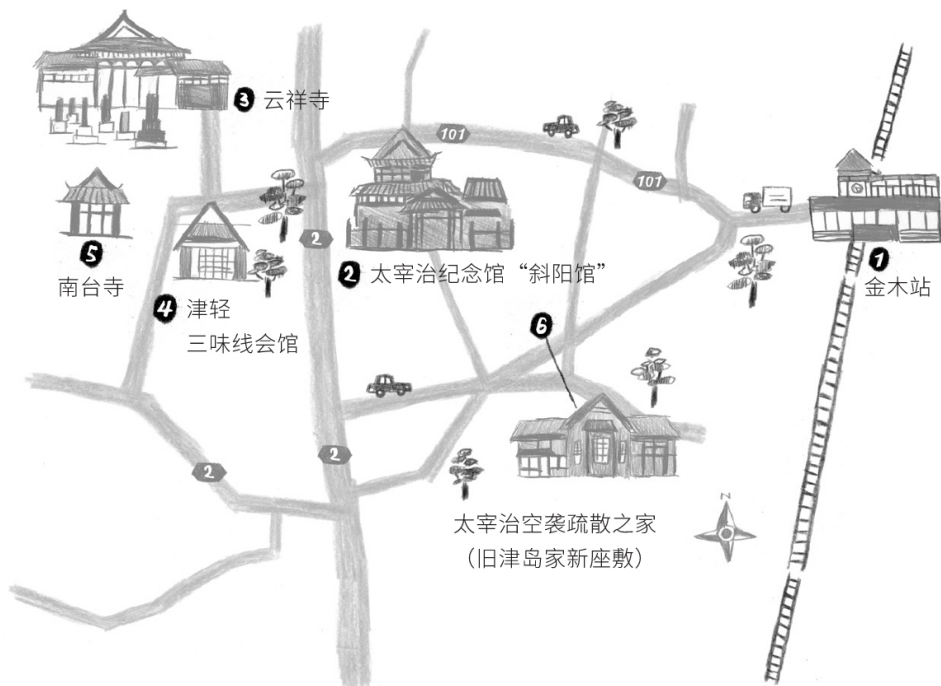 3 云祥寺
101
101
2
5
南台寺
4 津轻
三味线会馆
2 太宰治纪念馆“斜阳馆”
1
金木站
6
2
2
太宰治空袭疏散之家
（旧津岛家新座敷）
N